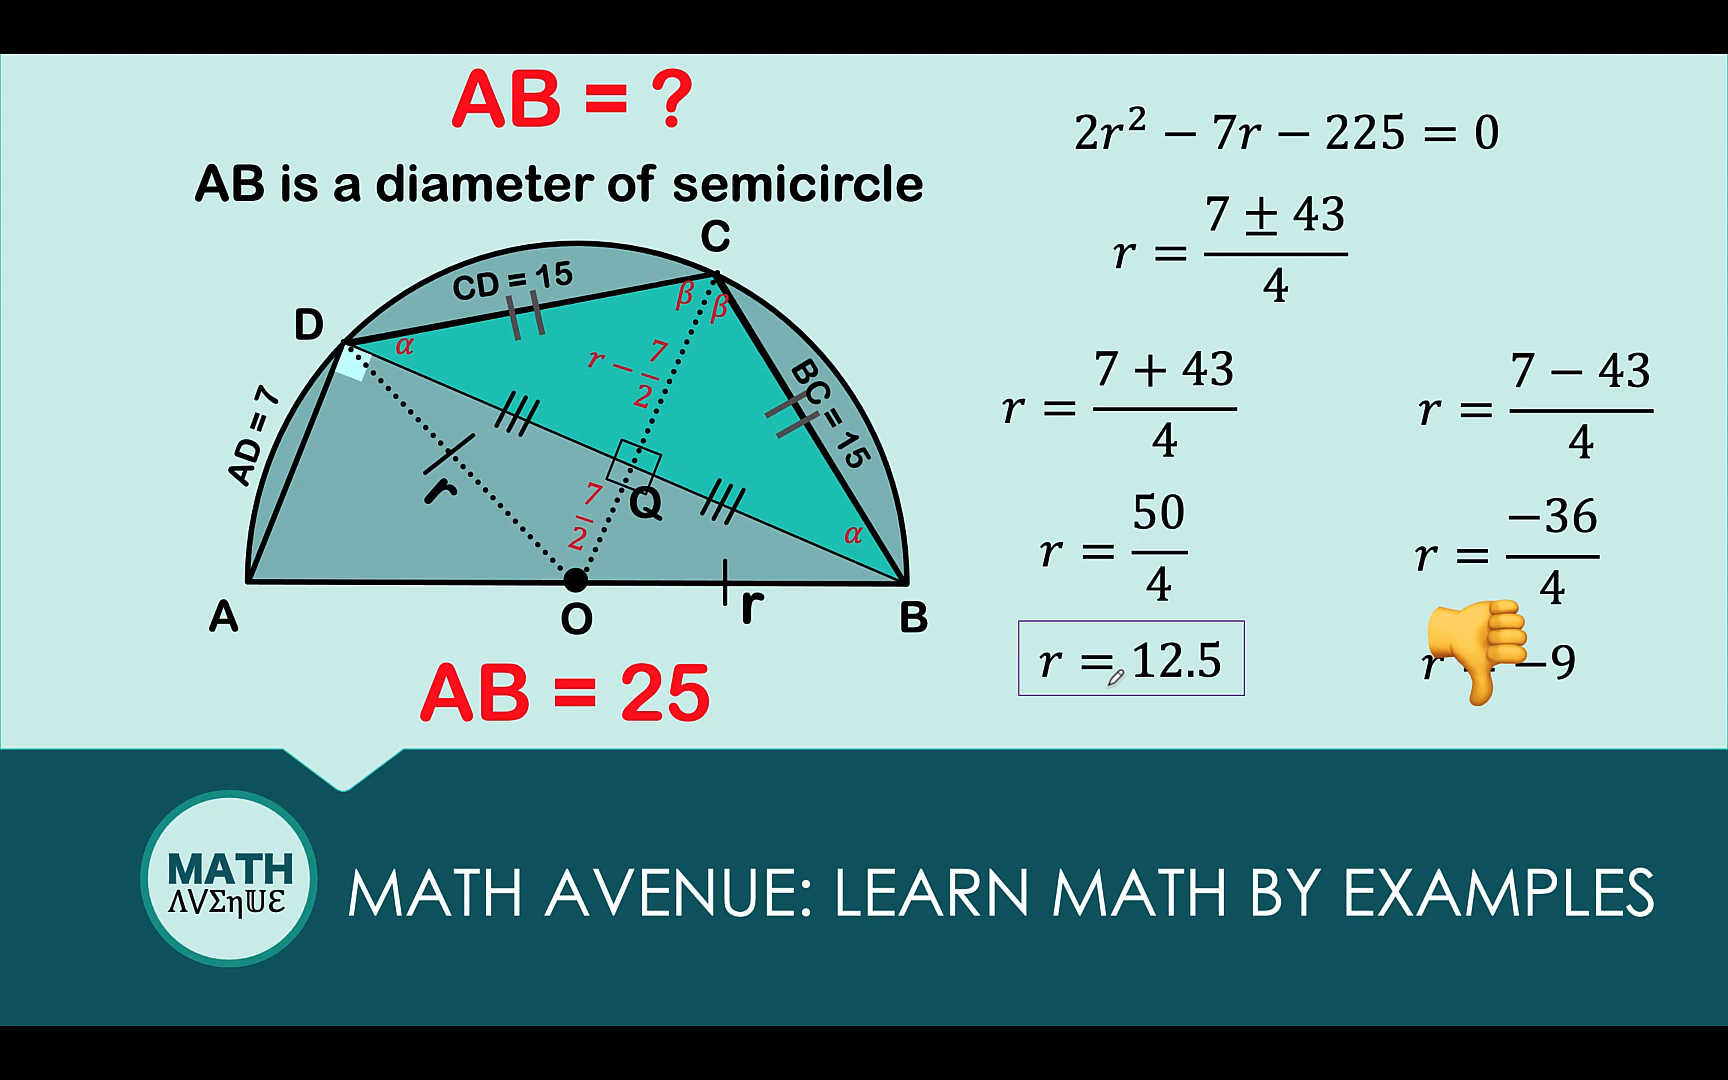 AB = ?
AB is a diameter of semicircle
C
CD = 15
β
β
D
α
r − 7/2
AD = 7
BC = 15
r
Q
7/2
α
A
O
r
B
AB = 25
2r² − 7r − 225 = 0
r = (7 ± 43)/4
r = (7 + 43)/4
r = 50/4
r = 12.5
r = (7 − 43)/4
r = −36/4
r = −9
MATH
ΛVΣη𝕌Ɛ
MATH AVENUE: LEARN MATH BY EXAMPLES